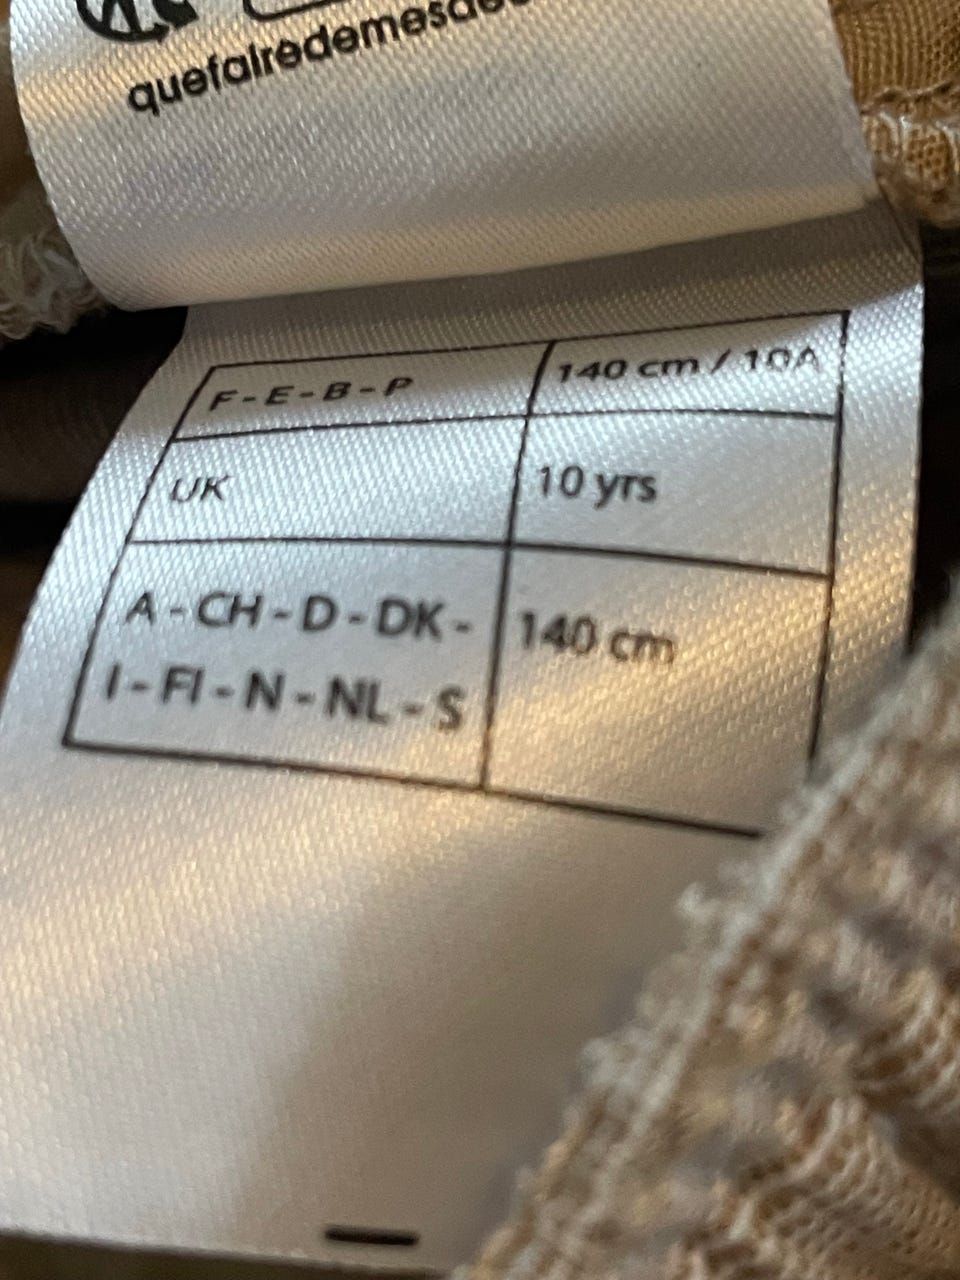 quefairedemesdec
F - E - B - P
140 cm / 10A
UK
10 yrs
A - CH - D - DK -
I - FI - N - NL - S
140 cm